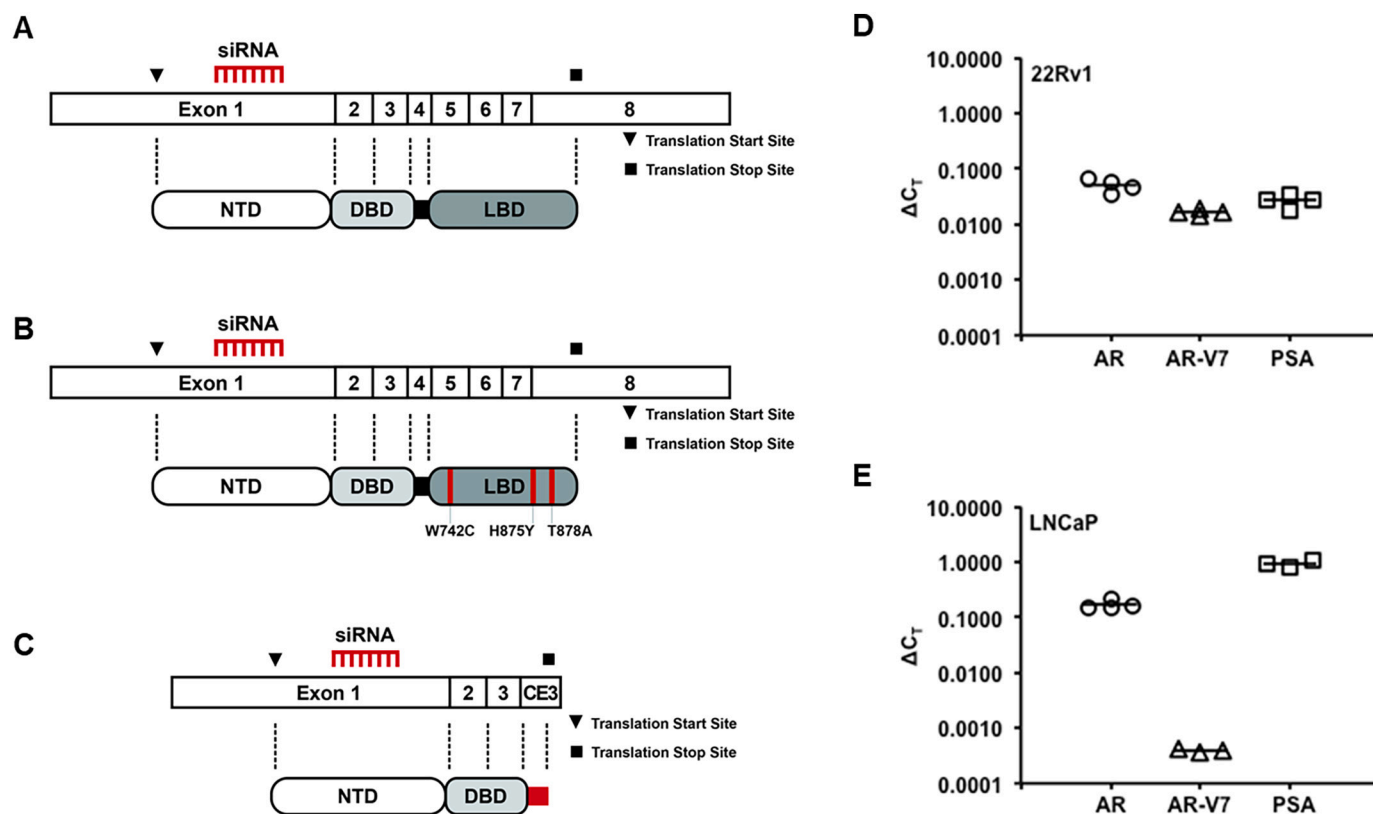 A
siRNA
Exon 1 2 3 4 5 6 7 8
Translation Start Site
Translation Stop Site
NTD DBD LBD
B
siRNA
Exon 1 2 3 4 5 6 7 8
Translation Start Site
Translation Stop Site
NTD DBD LBD
W742C H875Y T878A
C
siRNA
Exon 1 2 3 CE3
Translation Start Site
Translation Stop Site
NTD DBD
D
22Rv1
ΔCT
10.0000
1.0000
0.1000
0.0100
0.0010
0.0001
AR AR-V7 PSA
E
LNCaP
ΔCT
10.0000
1.0000
0.1000
0.0100
0.0010
0.0001
AR AR-V7 PSA